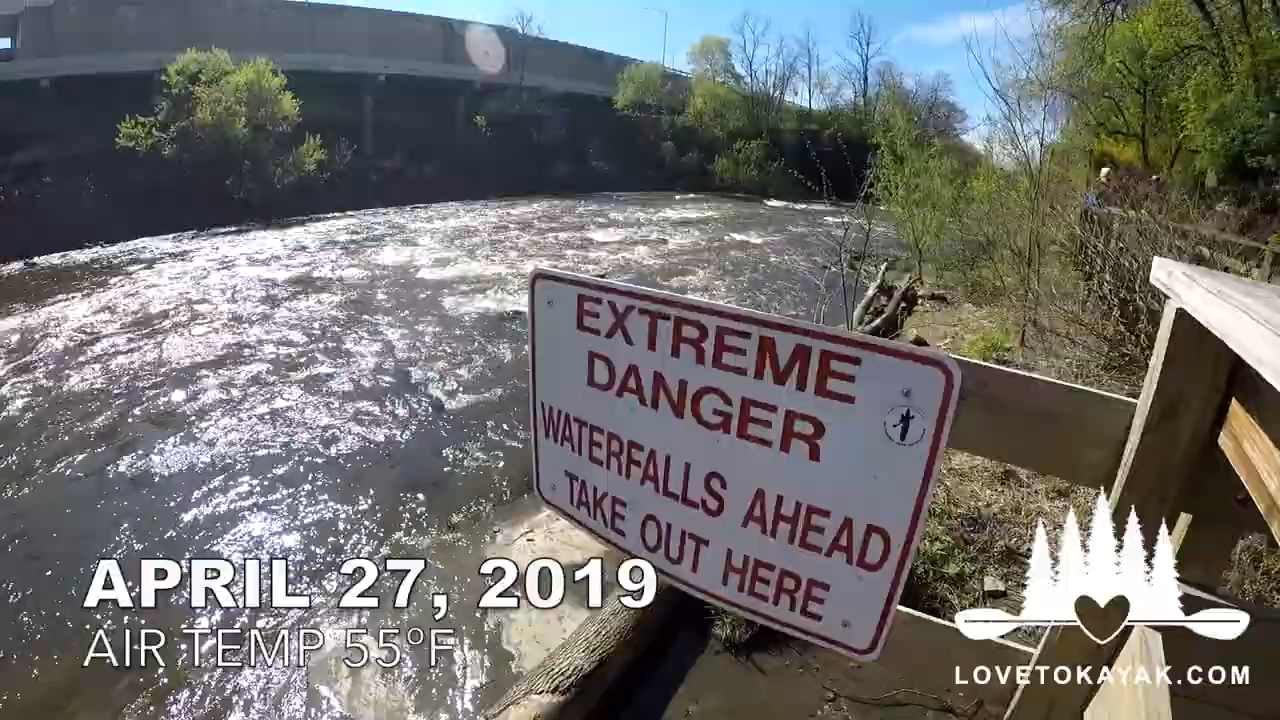 EXTREME
DANGER
WATERFALLS AHEAD
TAKE OUT HERE
APRIL 27, 2019
AIR TEMP 55°F
LOVETOKAYAK.COM